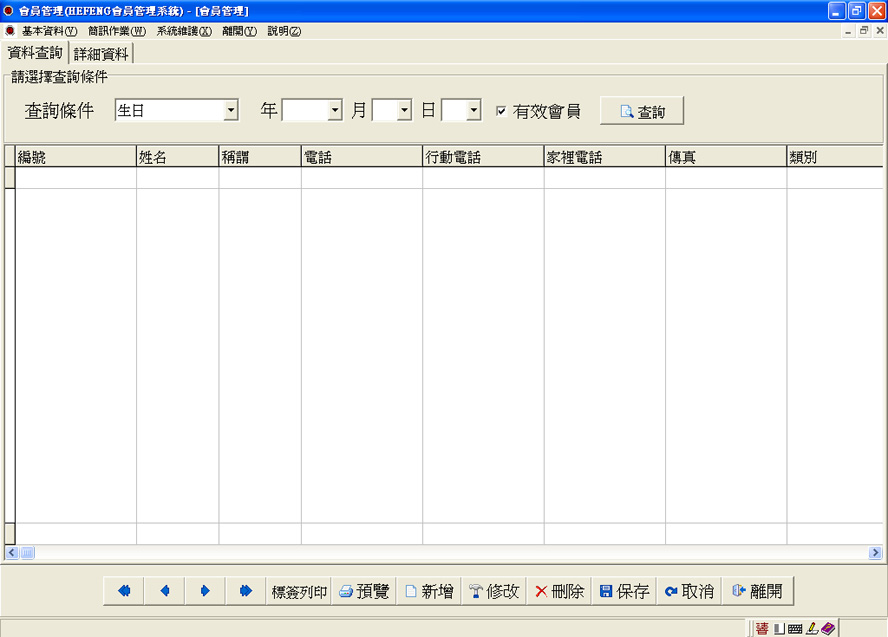 會員管理(HEFENG會員管理系統) - [會員管理]
基本資料(V) 簡訊作業(W) 系統維護(X) 離開(Y) 說明(Z)
資料查詢 詳細資料
請選擇查詢條件
查詢條件 生日 年 月 日 有效會員 查詢
編號 姓名 稱謂 電話 行動電話 家裡電話 傳真 類別
標簽列印 預覽 新增 修改 刪除 保存 取消 離開